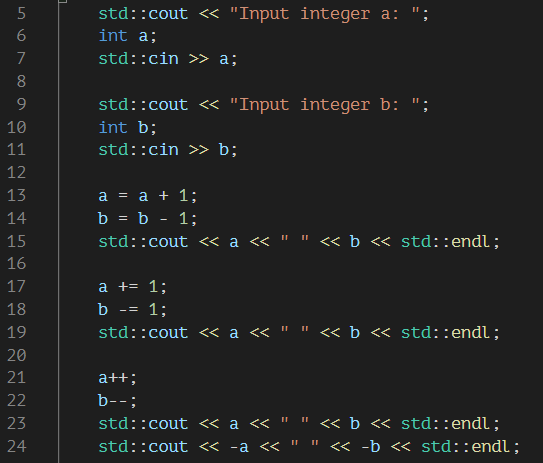 5 std::cout << "Input integer a: ";
6 int a;
7 std::cin >> a;
8
9 std::cout << "Input integer b: ";
10 int b;
11 std::cin >> b;
12
13 a = a + 1;
14 b = b - 1;
15 std::cout << a << " " << b << std::endl;
16
17 a += 1;
18 b -= 1;
19 std::cout << a << " " << b << std::endl;
20
21 a++;
22 b--;
23 std::cout << a << " " << b << std::endl;
24 std::cout << -a << " " << -b << std::endl;